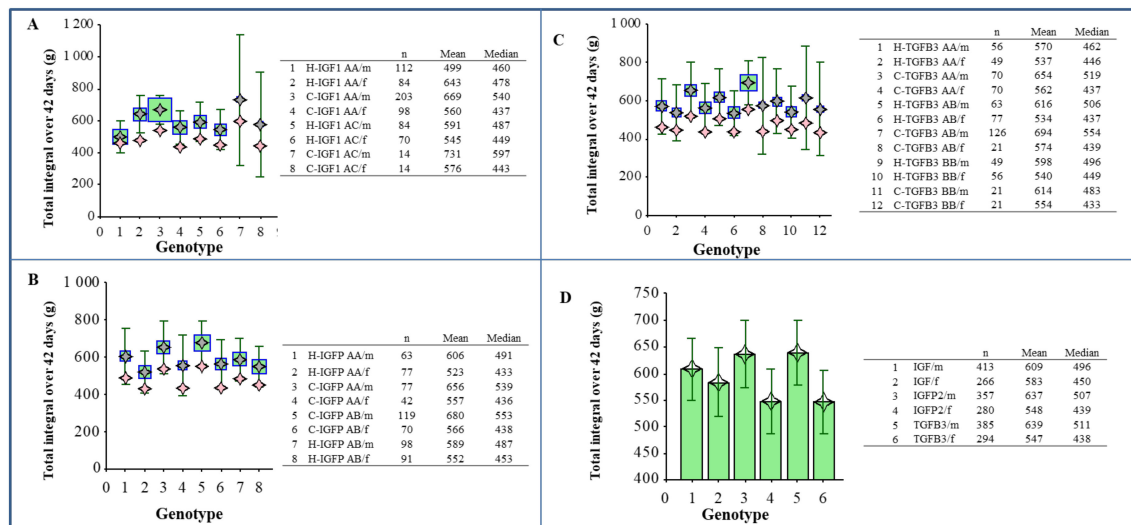 A
Total integral over 42 days (g)
1 200
1 000
800
600
400
200
0
0 1 2 3 4 5 6 7 8 9
Genotype
n Mean Median
1 H-IGF1 AA/m 112 499 460
2 H-IGF1 AA/f 84 643 478
3 C-IGF1 AA/m 203 669 540
4 C-IGF1 AA/f 98 560 437
5 H-IGF1 AC/m 84 591 487
6 H-IGF1 AC/f 70 545 449
7 C-IGF1 AC/m 14 731 597
8 C-IGF1 AC/f 14 576 443
B
Total integral over 42 days (g)
1 000
800
600
400
200
0
0 1 2 3 4 5 6 7 8
Genotype
n Mean Median
1 H-IGFP AA/m 63 606 491
2 H-IGFP AA/f 77 523 433
3 C-IGFP AA/m 77 656 539
4 C-IGFP AA/f 42 557 436
5 C-IGFP AB/m 119 680 553
6 C-IGFP AB/f 70 566 438
7 H-IGFP AB/m 98 589 487
8 H-IGFP AB/f 91 552 453
C
Total integral over 42 days (g)
1 000
800
600
400
200
0
0 2 4 6 8 10 12
Genotype
n Mean Median
1 H-TGFB3 AA/m 56 570 462
2 H-TGFB3 AA/f 49 537 446
3 C-TGFB3 AA/m 70 654 519
4 C-TGFB3 AA/f 70 562 437
5 H-TGFB3 AB/m 63 616 506
6 H-TGFB3 AB/f 77 534 437
7 C-TGFB3 AB/m 126 694 554
8 C-TGFB3 AB/f 21 574 439
9 H-TGFB3 BB/m 49 598 496
10 H-TGFB3 BB/f 56 540 449
11 C-TGFB3 BB/m 21 614 483
12 C-TGFB3 BB/f 21 554 433
D
Total integral over 42 days (g)
750
700
650
600
550
500
450
400
0 1 2 3 4 5 6
Genotype
n Mean Median
1 IGF/m 413 609 496
2 IGF/f 266 583 450
3 IGFP2/m 357 637 507
4 IGFP2/f 280 548 439
5 TGFB3/m 385 639 511
6 TGFB3/f 294 547 438